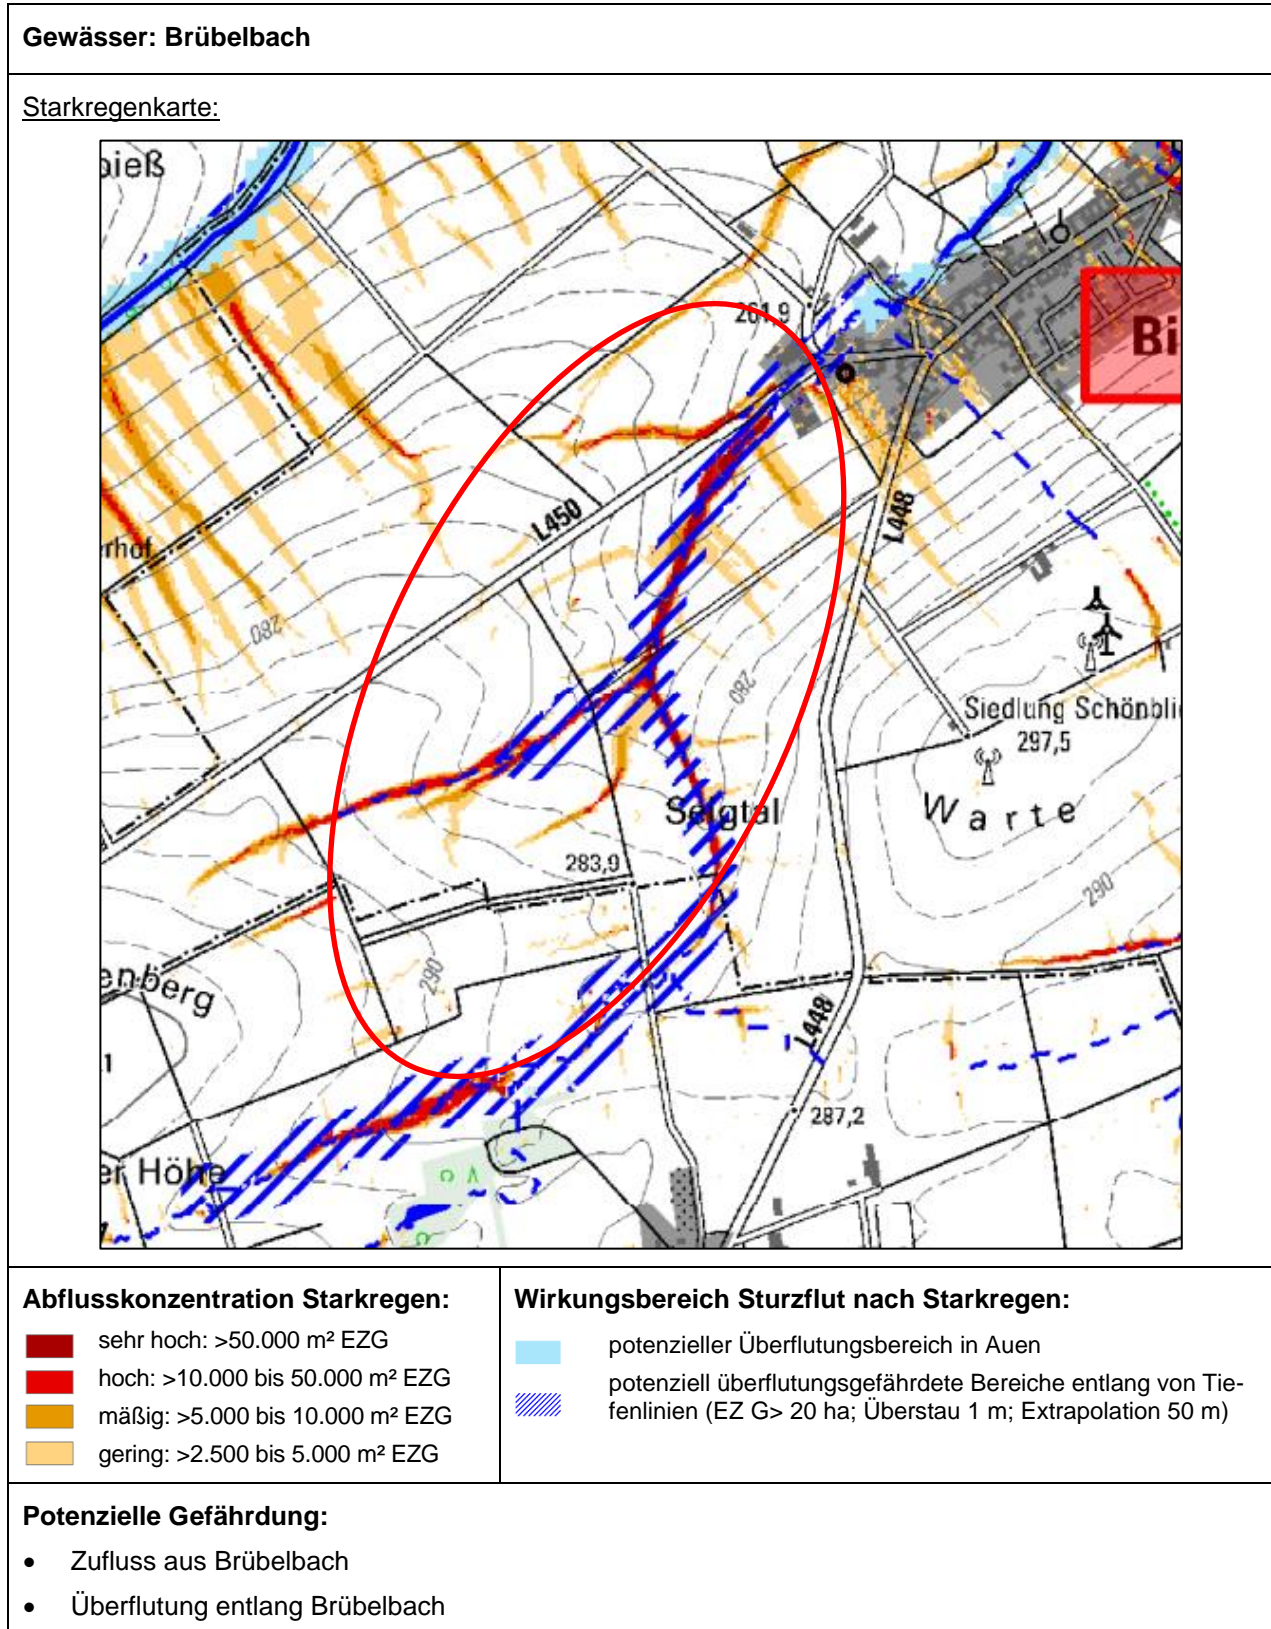 Gewässer: Brübelbach
Starkregenkarte:
pieß
261,9
Bi
L450
L448
rhof
280
280
Siedlung Schönbli
297,5
Warte
Selgtal
283,9
290
290
enberg
L448
287,2
er Höhe
Abflusskonzentration Starkregen:
sehr hoch: >50.000 m² EZG
hoch: >10.000 bis 50.000 m² EZG
mäßig: >5.000 bis 10.000 m² EZG
gering: >2.500 bis 5.000 m² EZG
Wirkungsbereich Sturzflut nach Starkregen:
potenzieller Überflutungsbereich in Auen
potenziell überflutungsgefährdete Bereiche entlang von Tie-
fenlinien (EZ G> 20 ha; Überstau 1 m; Extrapolation 50 m)
Potenzielle Gefährdung:
• Zufluss aus Brübelbach
• Überflutung entlang Brübelbach